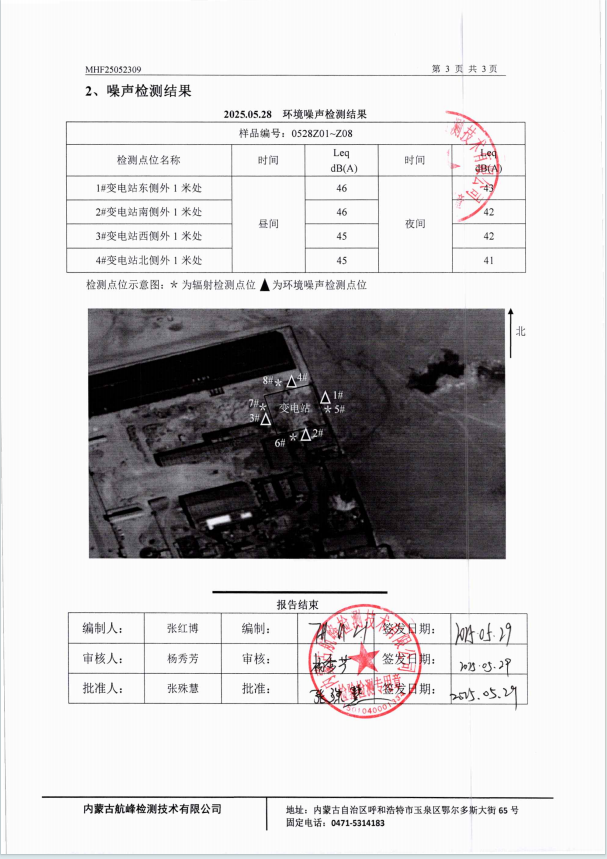 MHF25052309
第 3 页 共 3 页
2、噪声检测结果
2025.05.28 环境噪声检测结果
样品编号：0528Z01~Z08
检测点位名称 时间 Leq dB(A) 时间 Leq dB(A)
1#变电站东侧外 1 米处 昼间 46 夜间 43
2#变电站南侧外 1 米处 46 42
3#变电站西侧外 1 米处 45 42
4#变电站北侧外 1 米处 45 41
检测点位示意图：* 为辐射检测点位 ▲ 为环境噪声检测点位
北
8#* △4#
7#* 变电站 △1#
3#△ *5#
6# * △2#
报告结束
编制人： 张红博 编制： 签发日期： 2025.05.29
审核人： 杨秀芳 审核： 杨秀芳 签发日期： 2025.05.29
批准人： 张殊慧 批准： 张殊慧 签发日期： 2025.05.29
检验检测专用章
内蒙古航峰检测技术有限公司
地址：内蒙古自治区呼和浩特市玉泉区鄂尔多斯大街 65 号
固定电话：0471-5314183